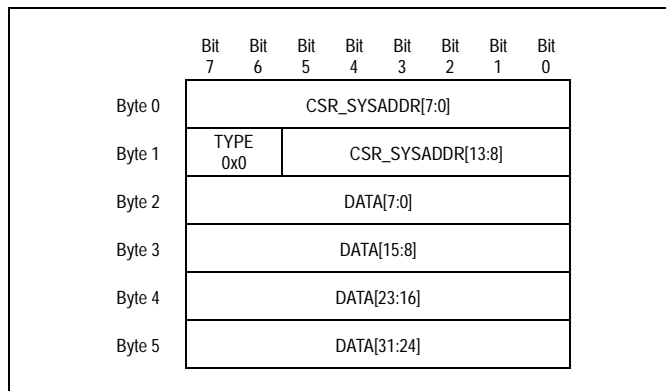 Bit Bit Bit Bit Bit Bit Bit Bit
7 6 5 4 3 2 1 0
Byte 0 CSR_SYSADDR[7:0]
Byte 1 TYPE 0x0 CSR_SYSADDR[13:8]
Byte 2 DATA[7:0]
Byte 3 DATA[15:8]
Byte 4 DATA[23:16]
Byte 5 DATA[31:24]